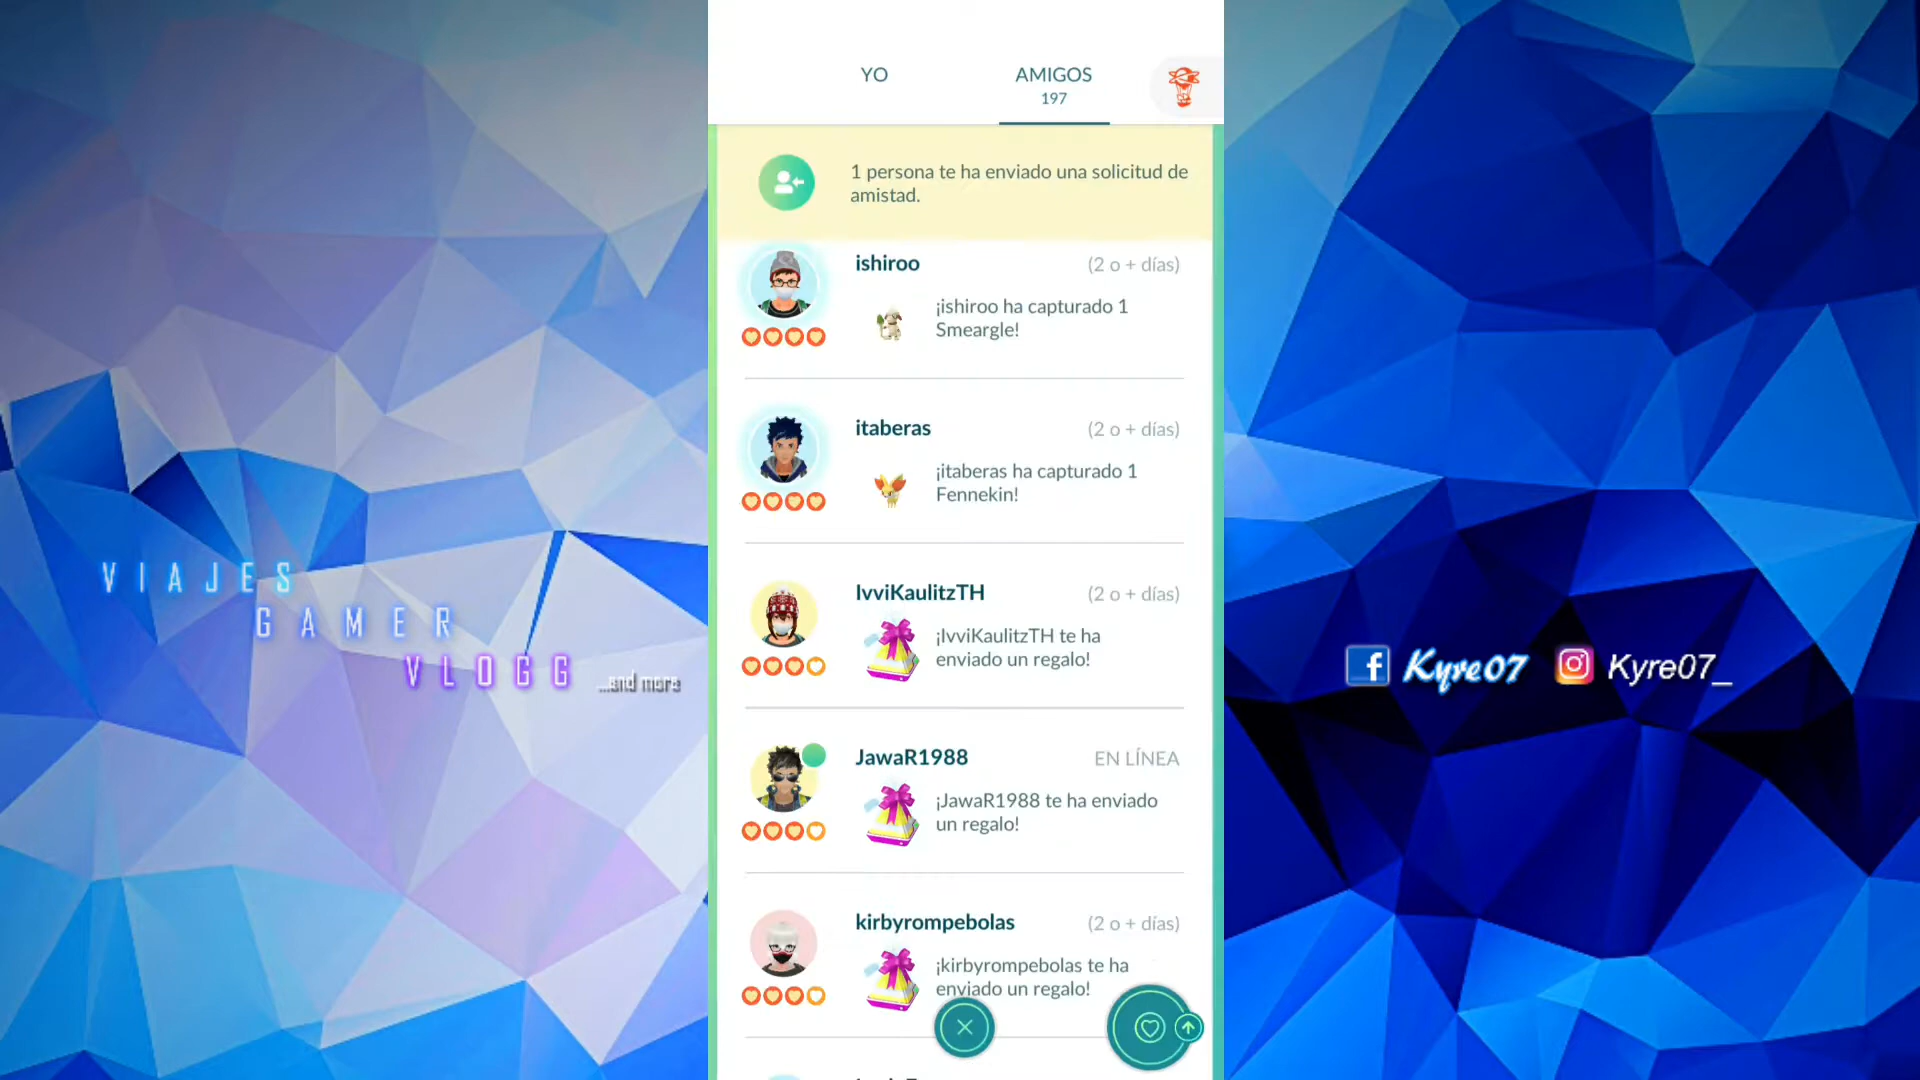 YO
AMIGOS
197
1 persona te ha enviado una solicitud de
amistad.
ishiroo
(2 o + días)
¡ishiroo ha capturado 1
Smeargle!
itaberas
(2 o + días)
¡itaberas ha capturado 1
Fennekin!
IvviKaulitzTH
(2 o + días)
¡IvviKaulitzTH te ha
enviado un regalo!
JawaR1988
EN LÍNEA
¡JawaR1988 te ha enviado
un regalo!
kirbyrompebolas
(2 o + días)
¡kirbyrompebolas te ha
enviado un regalo!
VIAJES
GAMER
VLOGG
...and more
Kyre07
Kyre07_